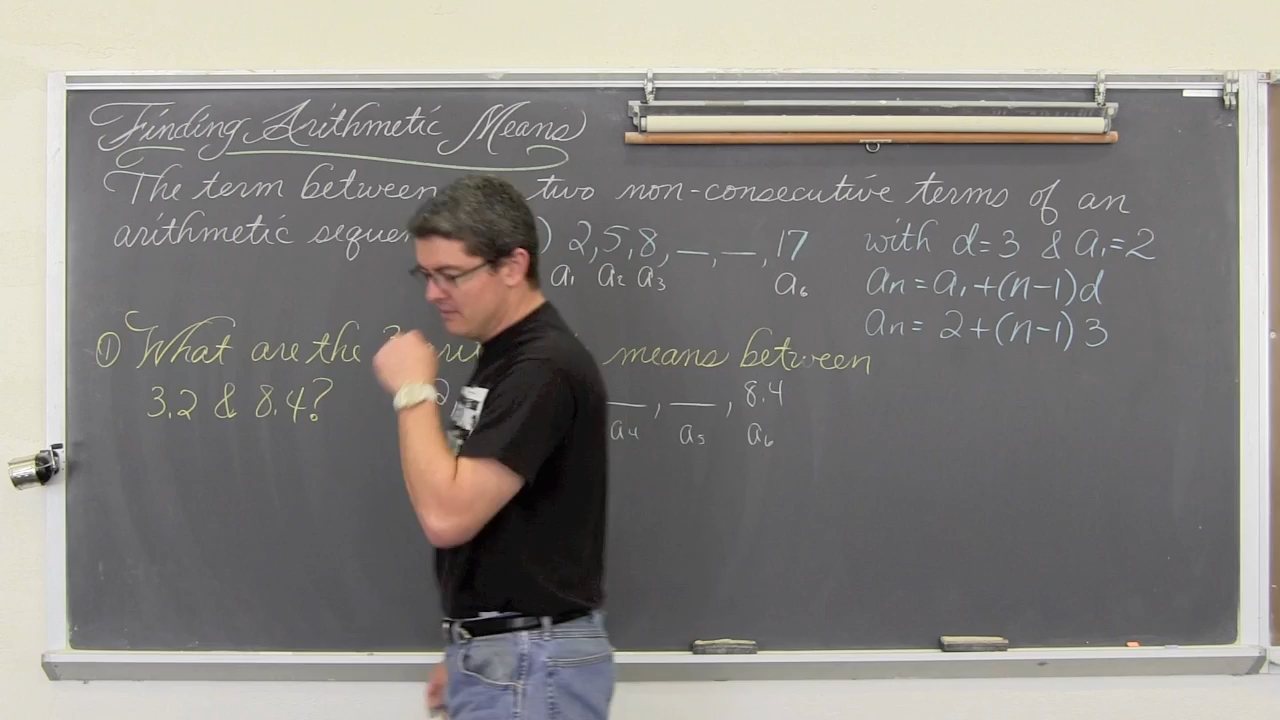 Finding Arithmetic Means
The term between two non-consecutive terms of an
arithmetic ) 2, 5, 8, __, __, 17 with d=3 & a₁=2
a₁ a₂ a₃ a₆ an = a₁+(n-1)d
an = 2+(n-1)3
① What are the means between
3.2 & 8.4? __, __, 8.4
a₄ a₅ a₆